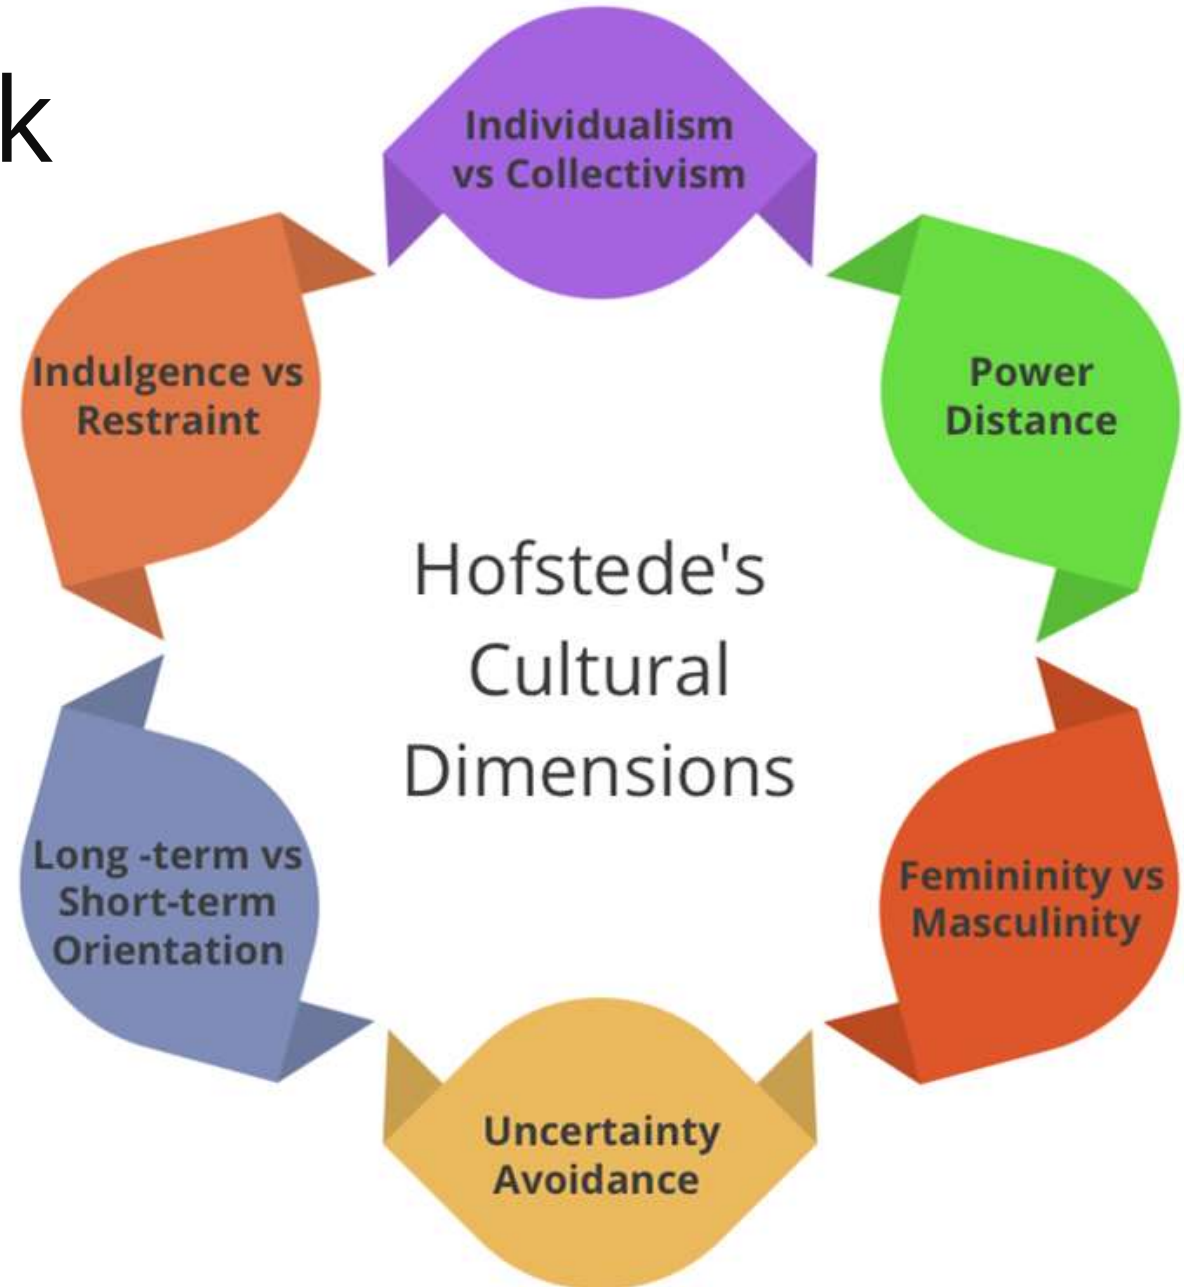 k
Individualism
vs Collectivism
Power
Distance
Femininity vs
Masculinity
Uncertainty
Avoidance
Long -term vs
Short-term
Orientation
Indulgence vs
Restraint
Hofstede's
Cultural
Dimensions